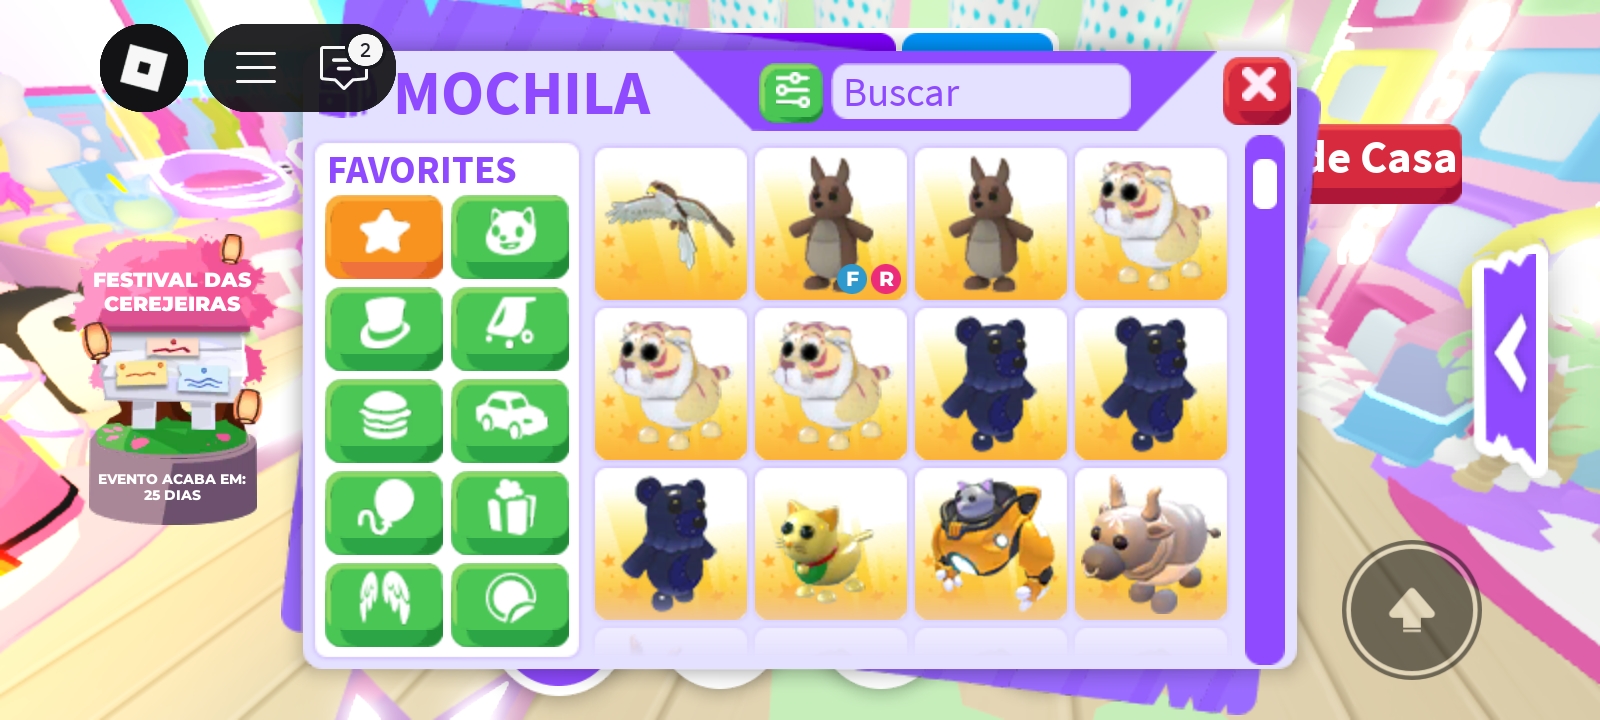 2
MOCHILA
Buscar
de Casa
FAVORITES
F R
FESTIVAL DAS
CEREJEIRAS
EVENTO ACABA EM:
25 DIAS